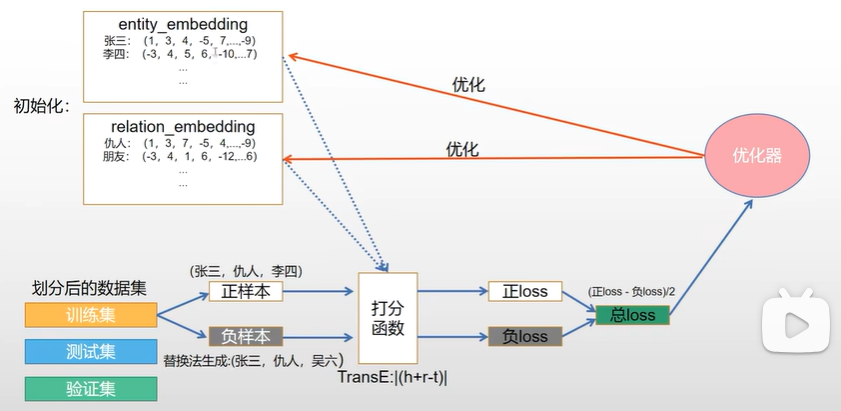 entity_embedding
张三： (1, 3, 4, -5, 7,...,-9)
李四： (-3, 4, 5, 6, -10,...7)
...
...
初始化：
relation_embedding
仇人： (1, 3, 7, -5, 4,...,-9)
朋友： (-3, 4, 1, 6, -12,...6)
...
...
优化
优化
优化器
划分后的数据集
训练集
测试集
验证集
(张三，仇人，李四)
正样本
负样本
替换法生成:(张三，仇人，吴六)
打分
函数
TransE:|(h+r-t)|
正loss
负loss
(正loss - 负loss)/2
总loss